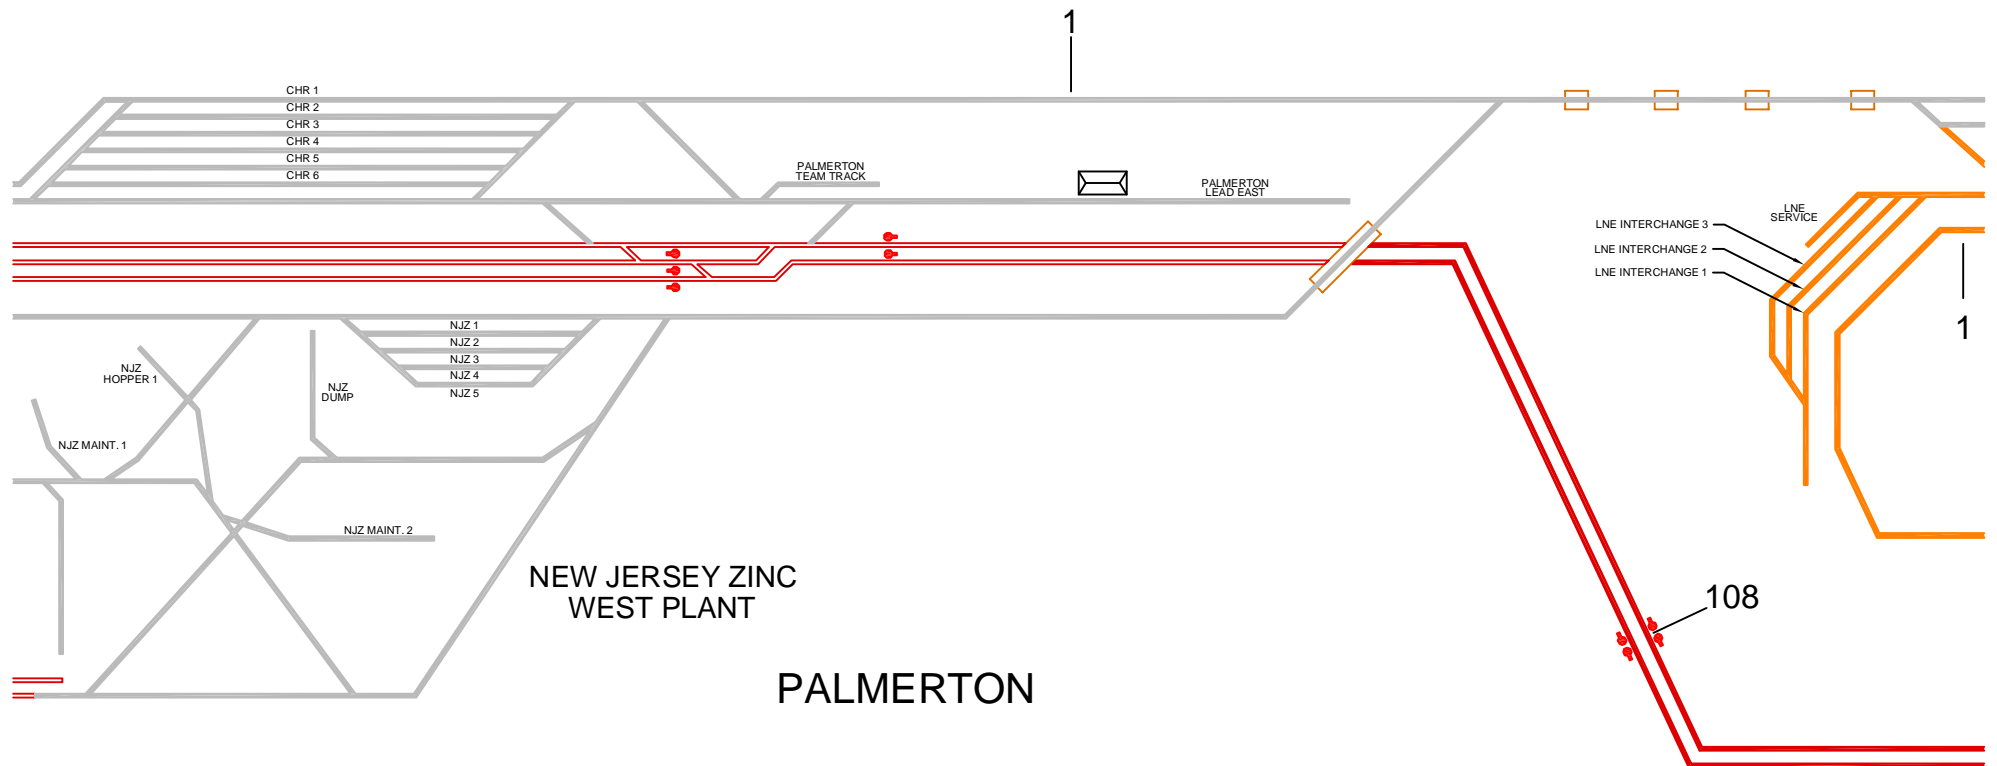 1
CHR 1
CHR 2
CHR 3
CHR 4
CHR 5
CHR 6
PALMERTON
TEAM TRACK
PALMERTON
LEAD EAST
LNE
SERVICE
LNE INTERCHANGE 3
LNE INTERCHANGE 2
LNE INTERCHANGE 1
1
NJZ 1
NJZ 2
NJZ 3
NJZ 4
NJZ 5
NJZ
HOPPER 1
NJZ
DUMP
NJZ MAINT. 1
NJZ MAINT. 2
NEW JERSEY ZINC
WEST PLANT
108
PALMERTON